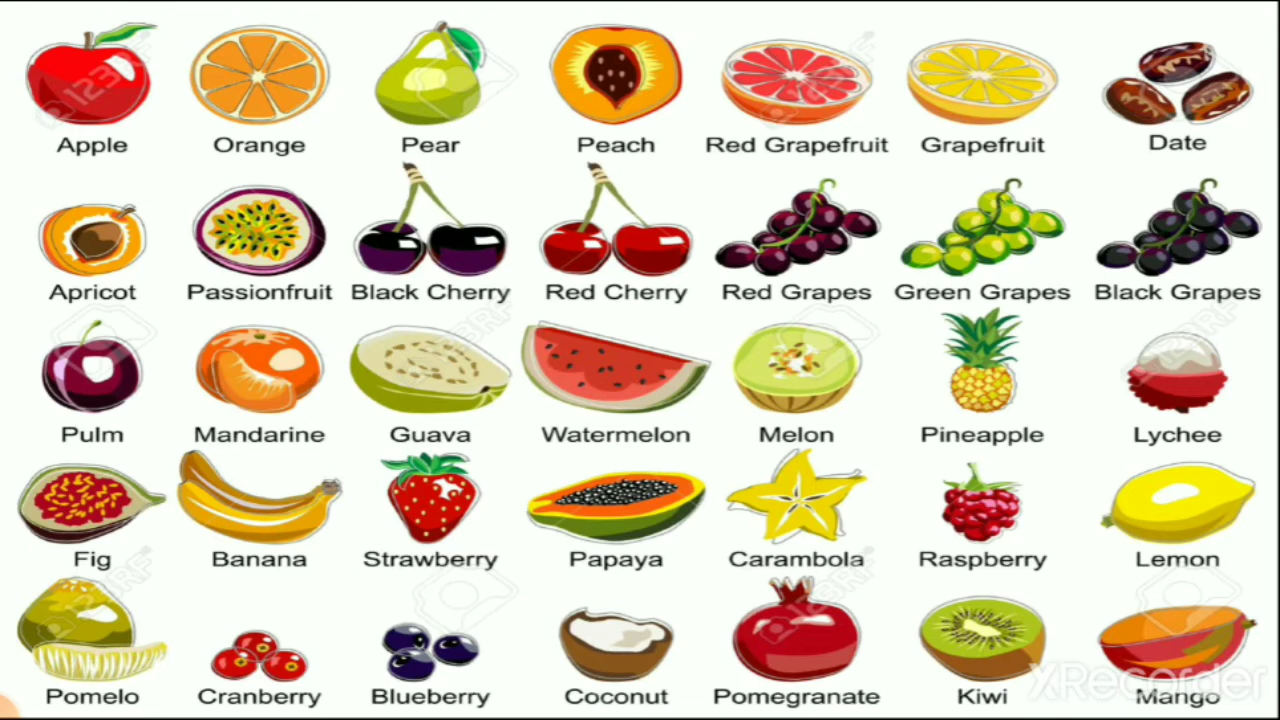 Apple Orange Pear Peach Red Grapefruit Grapefruit Date
Apricot Passionfruit Black Cherry Red Cherry Red Grapes Green Grapes Black Grapes
Pulm Mandarine Guava Watermelon Melon Pineapple Lychee
Fig Banana Strawberry Papaya Carambola Raspberry Lemon
Pomelo Cranberry Blueberry Coconut Pomegranate Kiwi Mango
XRecorder
123RF